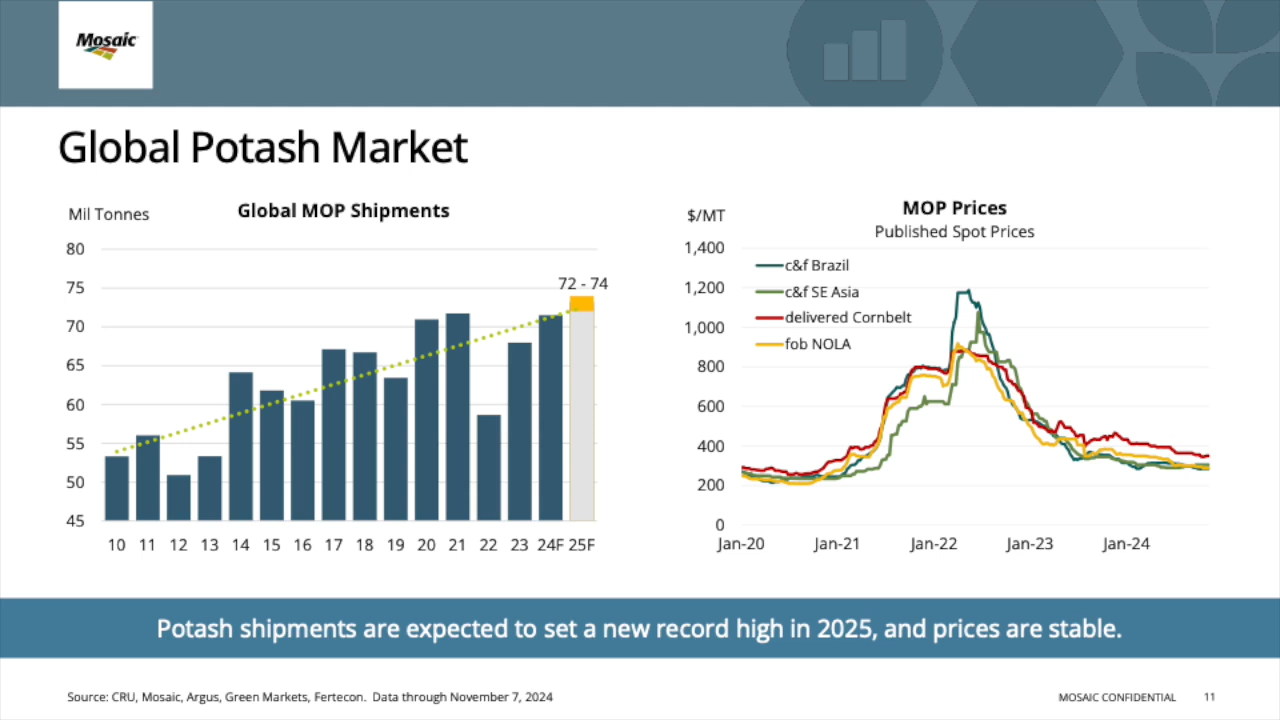 Mosaic
Global Potash Market
Mil Tonnes
Global MOP Shipments
80
75
70
65
60
55
50
45
72 - 74
10 11 12 13 14 15 16 17 18 19 20 21 22 23 24F 25F
$/MT
MOP Prices
Published Spot Prices
1,400
1,200
1,000
800
600
400
200
0
c&f Brazil
c&f SE Asia
delivered Cornbelt
fob NOLA
Jan-20 Jan-21 Jan-22 Jan-23 Jan-24
Potash shipments are expected to set a new record high in 2025, and prices are stable.
Source: CRU, Mosaic, Argus, Green Markets, Fertecon. Data through November 7, 2024
MOSAIC CONFIDENTIAL 11